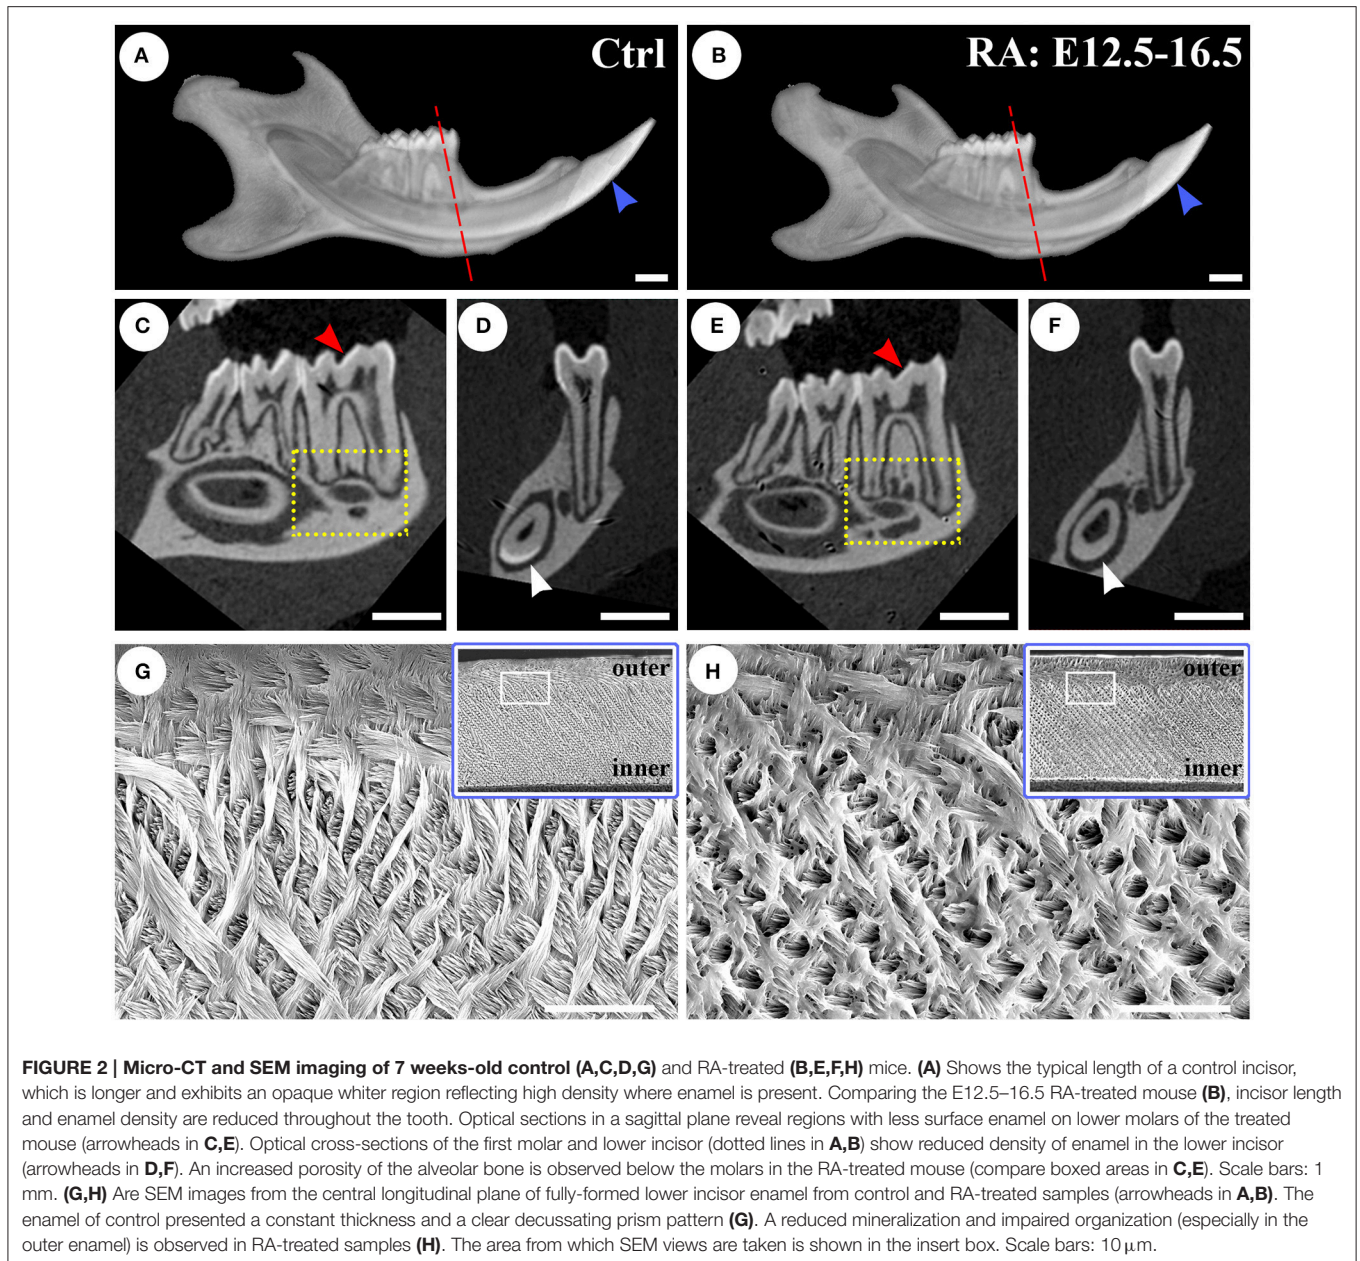 A
Ctrl
B
RA: E12.5-16.5
C
D
E
F
G
outer
inner
H
outer
inner
FIGURE 2 | Micro-CT and SEM imaging of 7 weeks-old control (A,C,D,G) and RA-treated (B,E,F,H) mice. (A) Shows the typical length of a control incisor,
which is longer and exhibits an opaque whiter region reflecting high density where enamel is present. Comparing the E12.5–16.5 RA-treated mouse (B), incisor length
and enamel density are reduced throughout the tooth. Optical sections in a sagittal plane reveal regions with less surface enamel on lower molars of the treated
mouse (arrowheads in C,E). Optical cross-sections of the first molar and lower incisor (dotted lines in A,B) show reduced density of enamel in the lower incisor
(arrowheads in D,F). An increased porosity of the alveolar bone is observed below the molars in the RA-treated mouse (compare boxed areas in C,E). Scale bars: 1
mm. (G,H) Are SEM images from the central longitudinal plane of fully-formed lower incisor enamel from control and RA-treated samples (arrowheads in A,B). The
enamel of control presented a constant thickness and a clear decussating prism pattern (G). A reduced mineralization and impaired organization (especially in the
outer enamel) is observed in RA-treated samples (H). The area from which SEM views are taken is shown in the insert box. Scale bars: 10 μm.